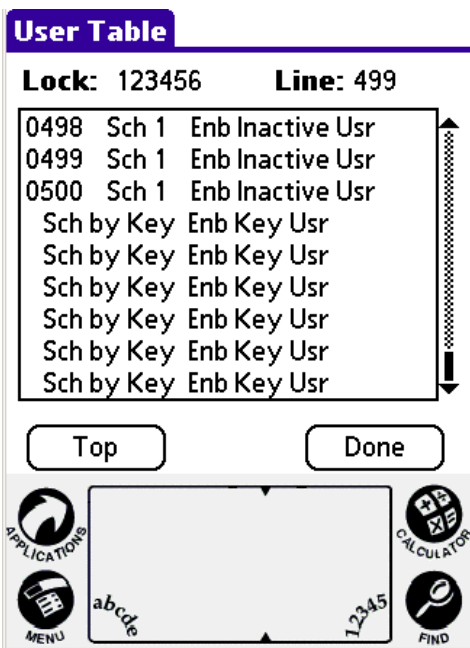 User Table
Lock: 123456 Line: 499
0498 Sch 1 Enb Inactive Usr
0499 Sch 1 Enb Inactive Usr
0500 Sch 1 Enb Inactive Usr
Sch by Key Enb Key Usr
Sch by Key Enb Key Usr
Sch by Key Enb Key Usr
Sch by Key Enb Key Usr
Sch by Key Enb Key Usr
Sch by Key Enb Key Usr
Top Done
APPLICATIONS CALCULATOR
abcde 12345
MENU FIND